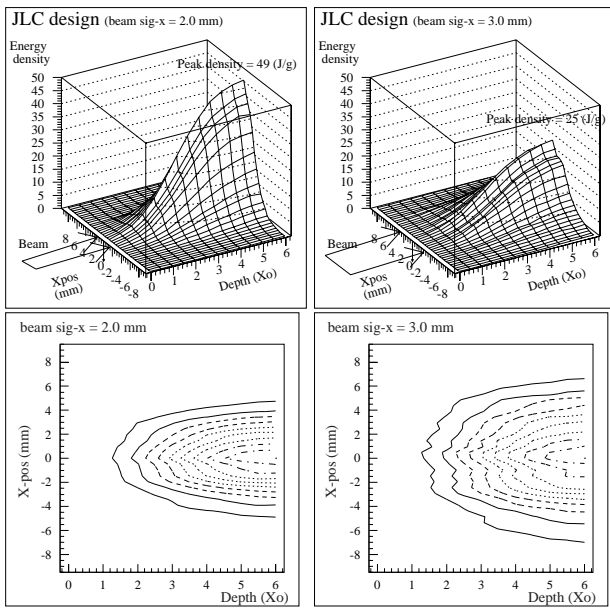 JLC design (beam sig-x = 2.0 mm)
Energy density
Peak density = 49 (J/g)
50
45
40
35
30
25
20
15
10
5
0
Beam
8
6
4
2
0
-2
-4
-6
-8
Xpos (mm)
0 1 2 3 4 5 6
Depth (Xo)
JLC design (beam sig-x = 3.0 mm)
Energy density
Peak density = 25 (J/g)
50
45
40
35
30
25
20
15
10
5
0
Beam
8
6
4
2
0
-2
-4
-6
-8
Xpos (mm)
0 1 2 3 4 5 6
Depth (Xo)
beam sig-x = 2.0 mm
X-pos (mm)
8
6
4
2
0
-2
-4
-6
-8
0 1 2 3 4 5 6
Depth (Xo)
beam sig-x = 3.0 mm
X-pos (mm)
8
6
4
2
0
-2
-4
-6
-8
0 1 2 3 4 5 6
Depth (Xo)